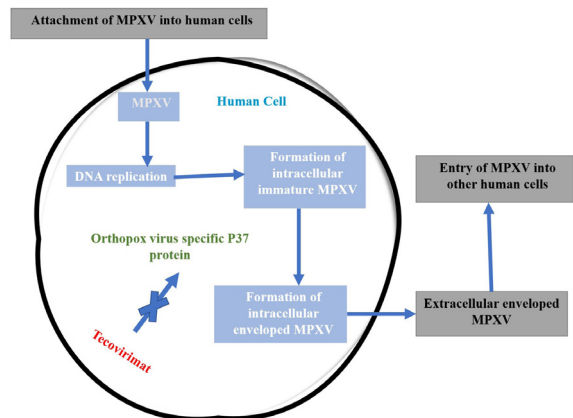 Attachment of MPXV into human cells
MPXV
Human Cell
DNA replication
Formation of
intracellular
immature MPXV
Entry of MPXV into
other human cells
Orthopox virus specific P37
protein
Formation of
intracellular
enveloped MPXV
Extracellular enveloped
MPXV
Tecovirimat